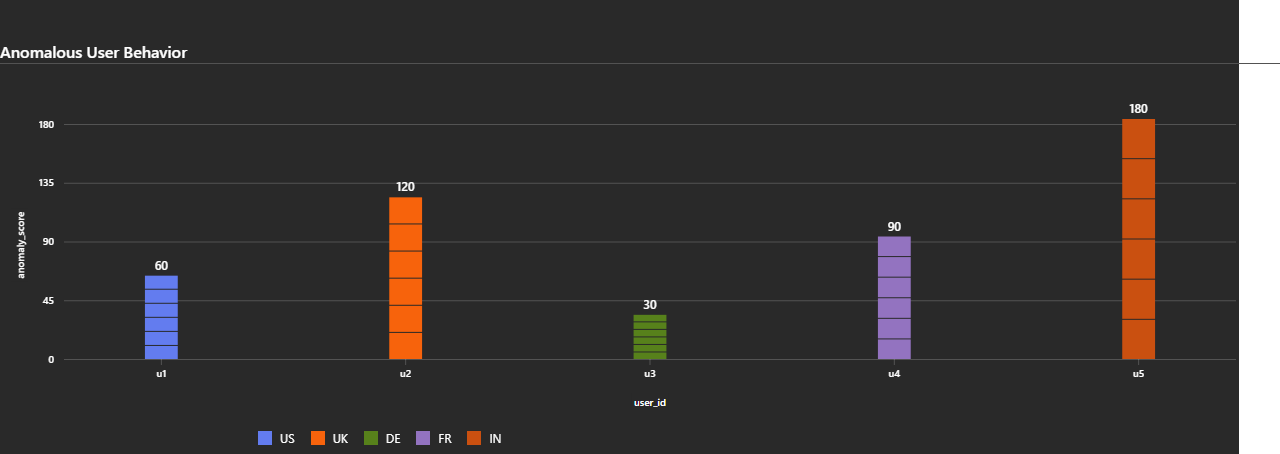 Anomalous User Behavior
180
180
135
120
90
90
60
45
30
0
anomaly_score
u1 u2 u3 u4 u5
user_id
US UK DE FR IN